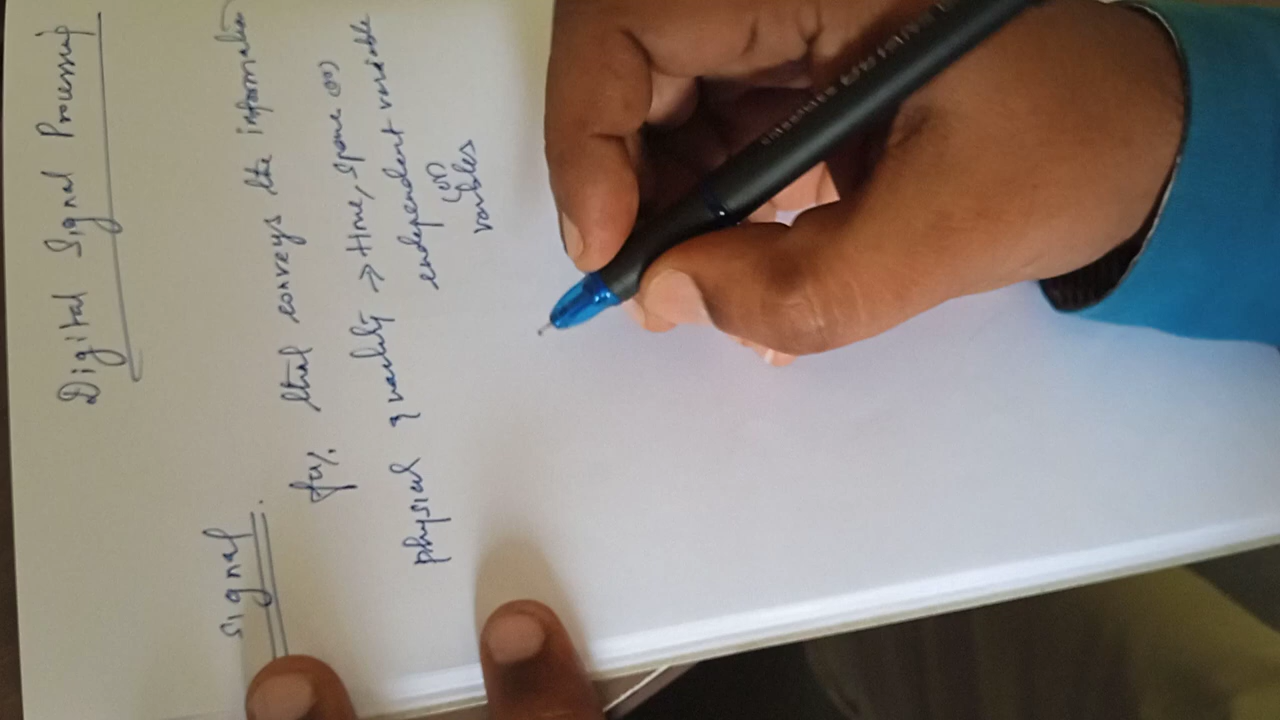 Digital Signal Processing
Signal.
fn. that conveys the information
physical quantity → time, space (or)
independent variable
(or)
variables